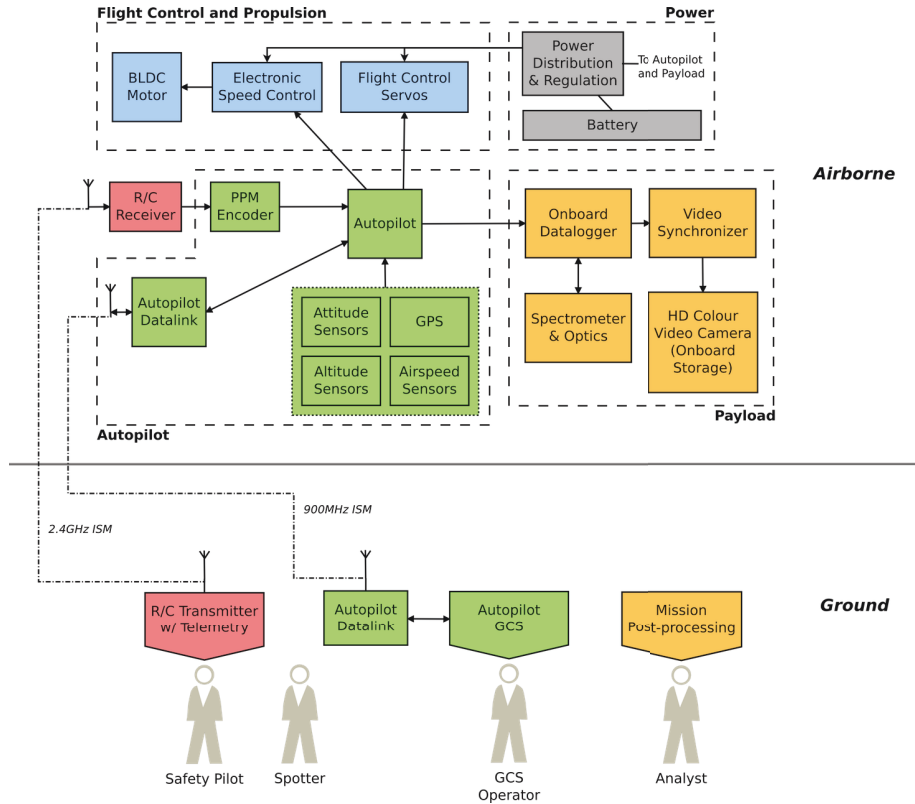 Flight Control and Propulsion
Power
BLDC
Motor
Electronic
Speed Control
Flight Control
Servos
Power
Distribution
& Regulation
To Autopilot
and Payload
Battery
Airborne
R/C
Receiver
PPM
Encoder
Autopilot
Onboard
Datalogger
Video
Synchronizer
Autopilot
Datalink
Attitude
Sensors
GPS
Altitude
Sensors
Airspeed
Sensors
Spectrometer
& Optics
HD Colour
Video Camera
(Onboard
Storage)
Autopilot
Payload
2.4GHz ISM
900MHz ISM
Ground
R/C Transmitter
w/ Telemetry
Autopilot
Datalink
Autopilot
GCS
Mission
Post-processing
Safety Pilot
Spotter
GCS
Operator
Analyst